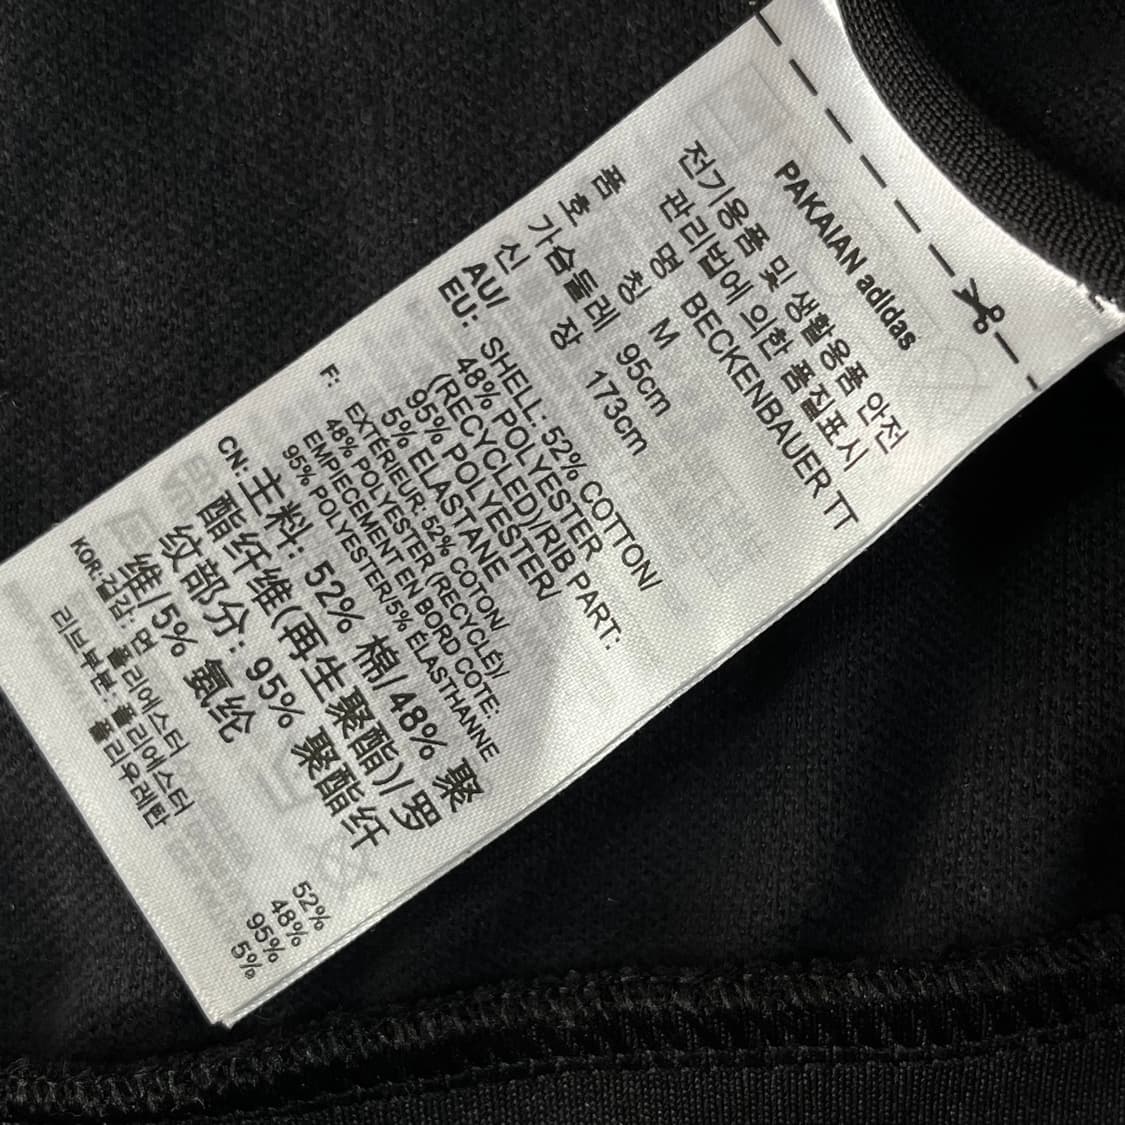 PAKAIAN adidas
전기용품 및 생활용품 안전
관리법에 의한 품질표시
품 명 BECKENBAUER TT
호 칭 M
가슴둘레 95cm
신 장 173cm
AU/
EU: SHELL: 52% COTTON/
48% POLYESTER
(RECYCLED)/RIB PART:
95% POLYESTER/
5% ELASTANE
F: EXTÉRIEUR: 52% COTON/
48% POLYESTER (RECYCLÉ)/
EMPIECEMENT EN BORD COTE:
95% POLYESTER/5% ÉLASTHANNE
CN: 主料: 52% 棉/ 48% 聚
酯纤维(再生聚酯)/ 罗
纹部分: 95% 聚酯纤
维/ 5% 氨纶
KOR:겉감: 면 52%
폴리에스터 48%
리브부분: 폴리에스터 95%
폴리우레탄 5%